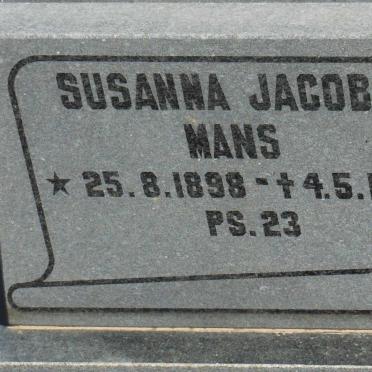 SUSANNA JACOB
MANS
★ 25.8.1898 - † 4.5.
PS. 23